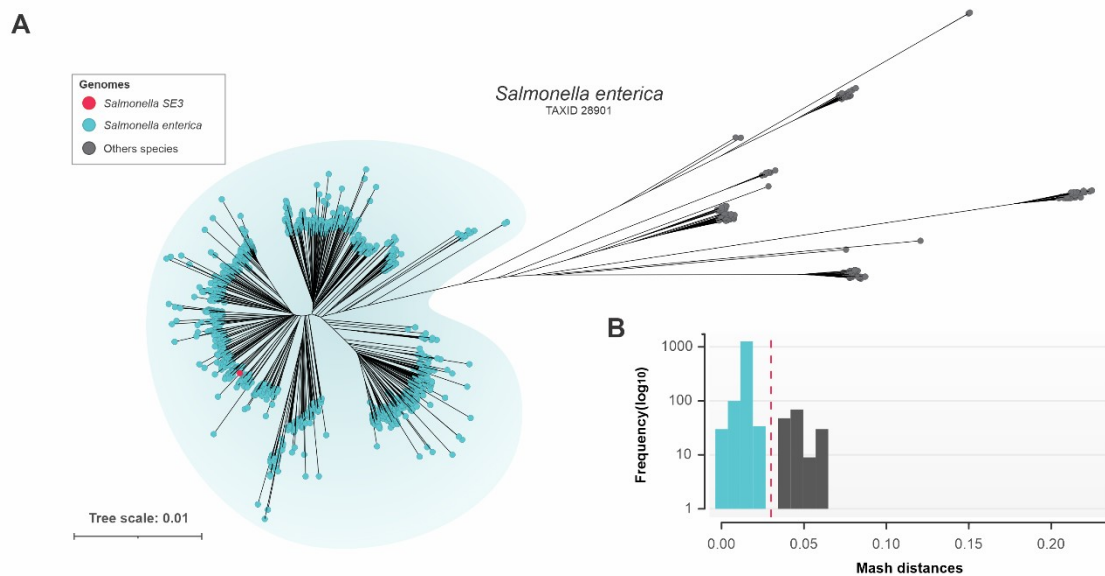 A
Genomes
Salmonella SE3
Salmonella enterica
Others species
Salmonella enterica
TAXID 28901
Tree scale: 0.01
B
Frequency(log10)
1000
100
10
1
0.00 0.05 0.10 0.15 0.20
Mash distances